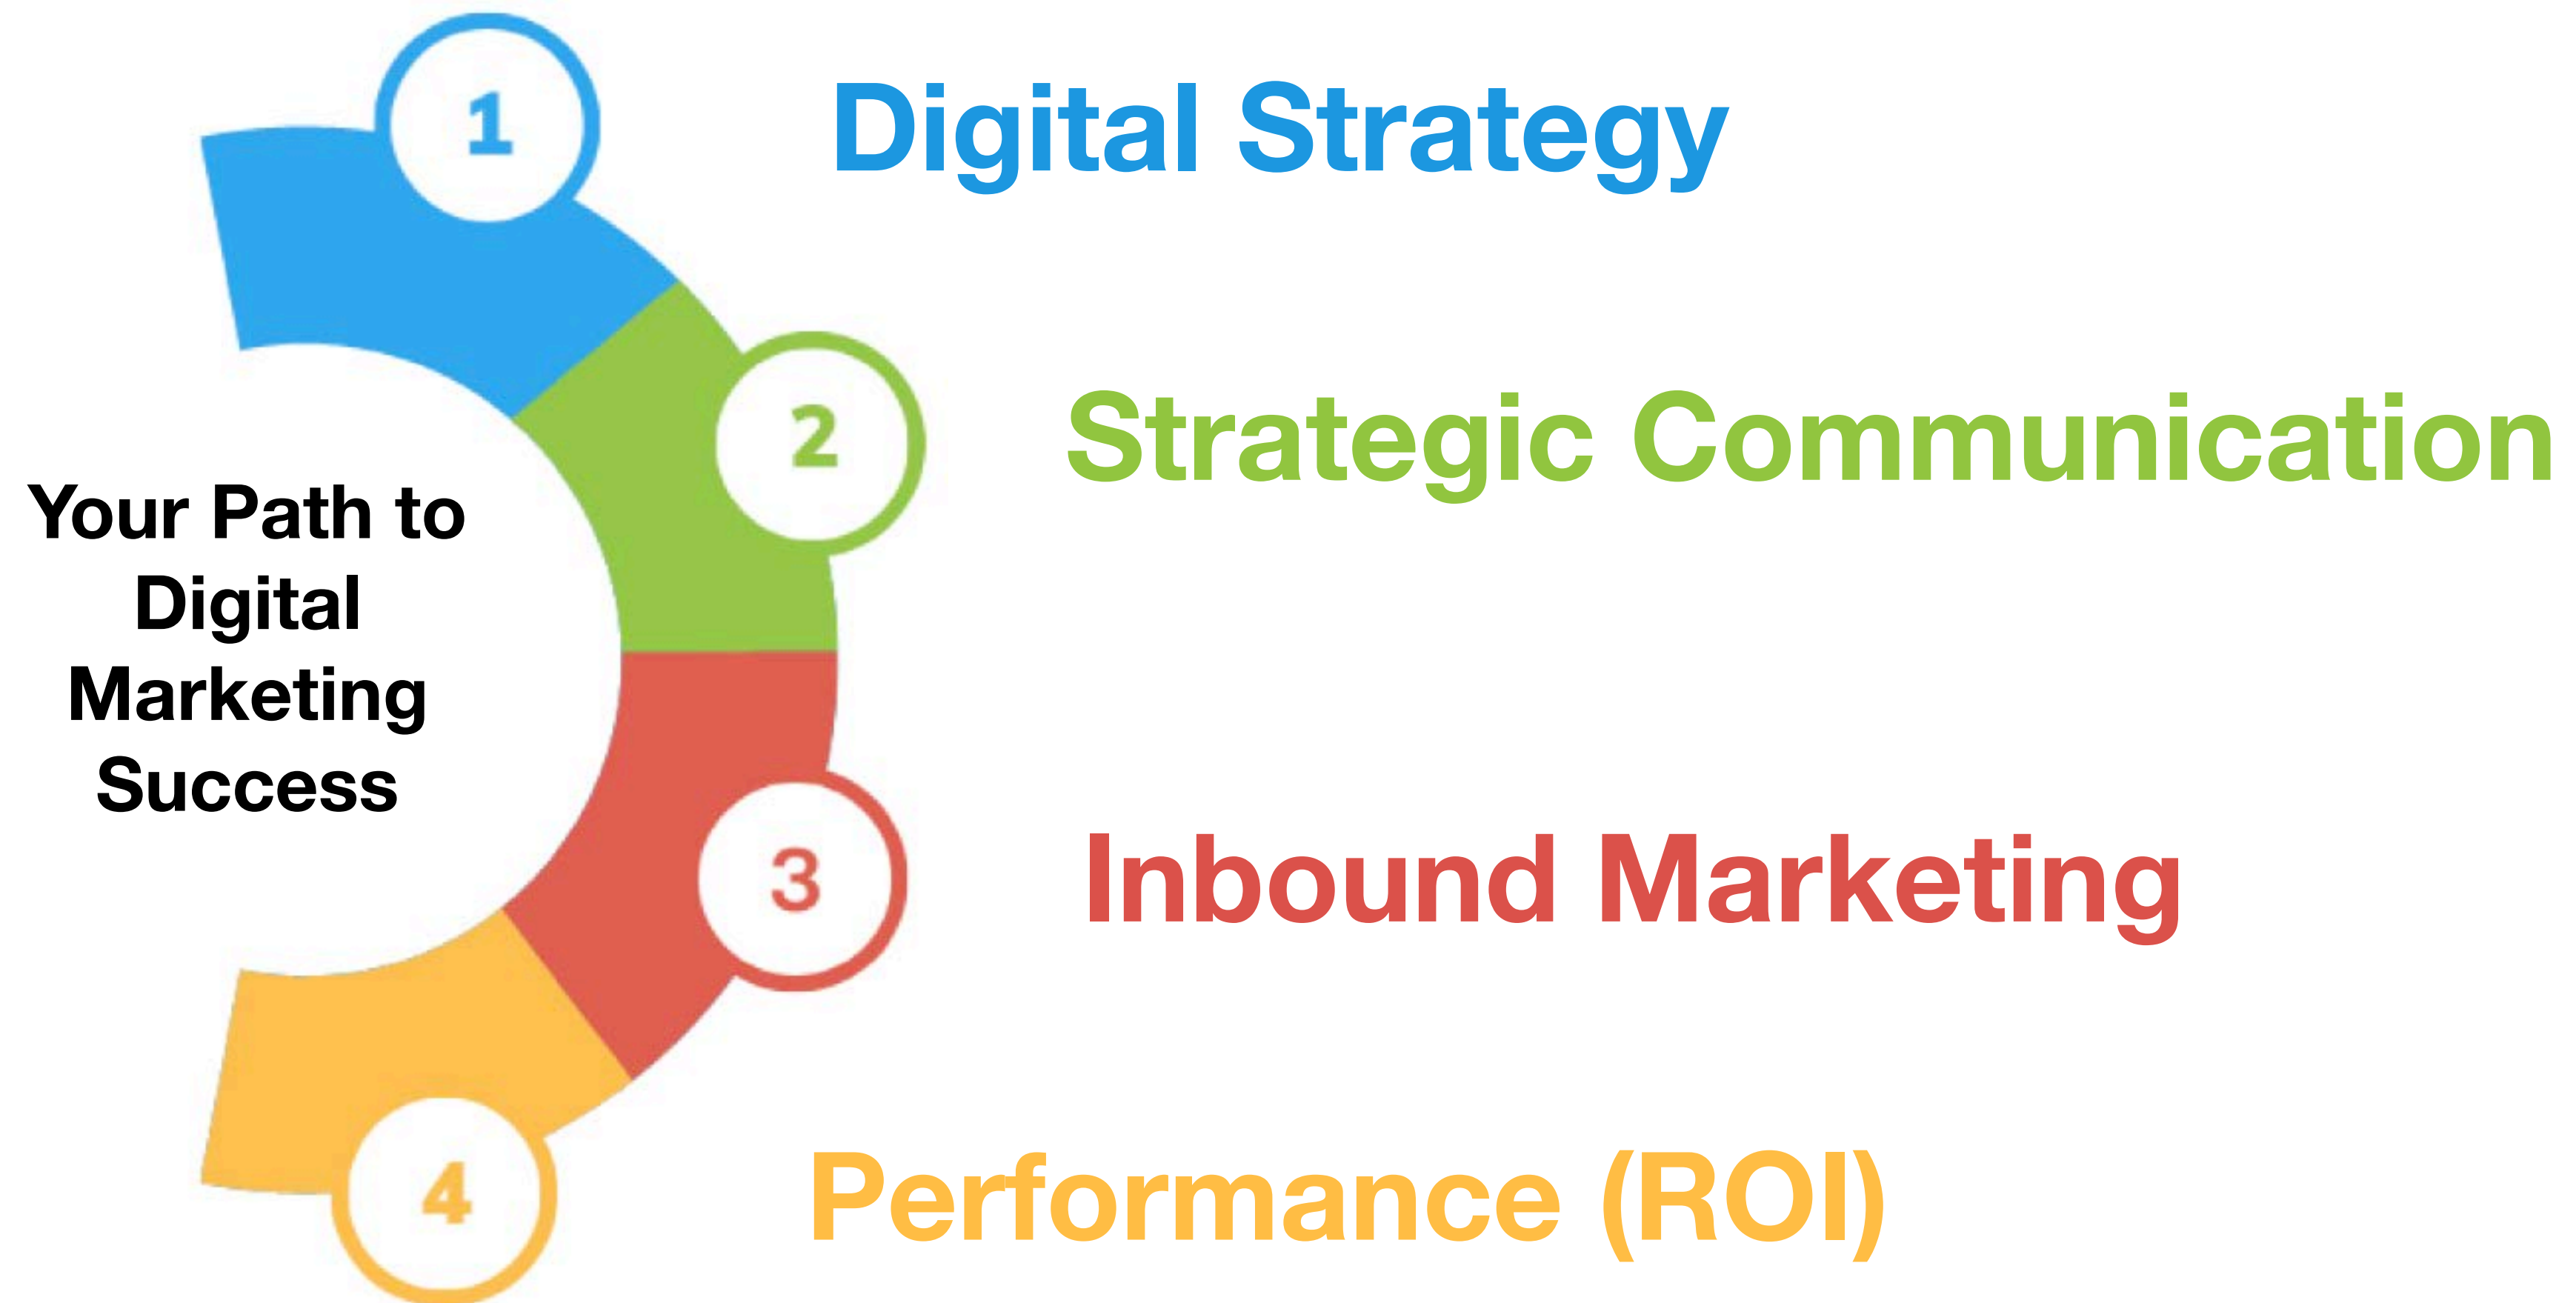 1
Digital Strategy
2
Strategic Communication
Your Path to
Digital
Marketing
Success
3
Inbound Marketing
4
Performance (ROI)